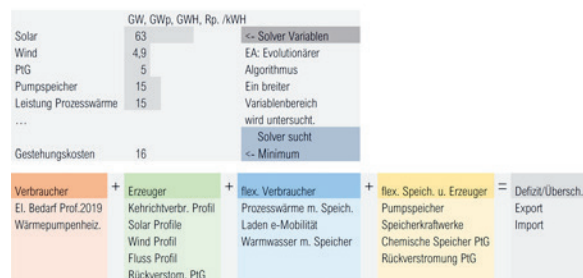 GW, GWp, GWH, Rp. /kWH
Solar 63 <- Solver Variablen
Wind 4,9 EA: Evolutionärer
PtG 5 Algorithmus
Pumpspeicher 15 Ein breiter
Leistung Prozesswärme 15 Variablenbereich
... wird untersucht.
Solver sucht
Gestehungskosten 16 <- Minimum
Verbraucher + Erzeuger + flex. Verbraucher + flex. Speich. u. Erzeuger = Defizit/Übersch.
El. Bedarf Prof.2019 Kehrichtverbr. Profil Prozesswärme m. Speich. Pumpspeicher Export
Wärmepumpenheiz. Solar Profile Laden e-Mobilität Speicherkraftwerke Import
Wind Profil Warmwasser m. Speicher Chemische Speicher PtG
Fluss Profil Rückverstromung PtG
Rückverstom. PtG